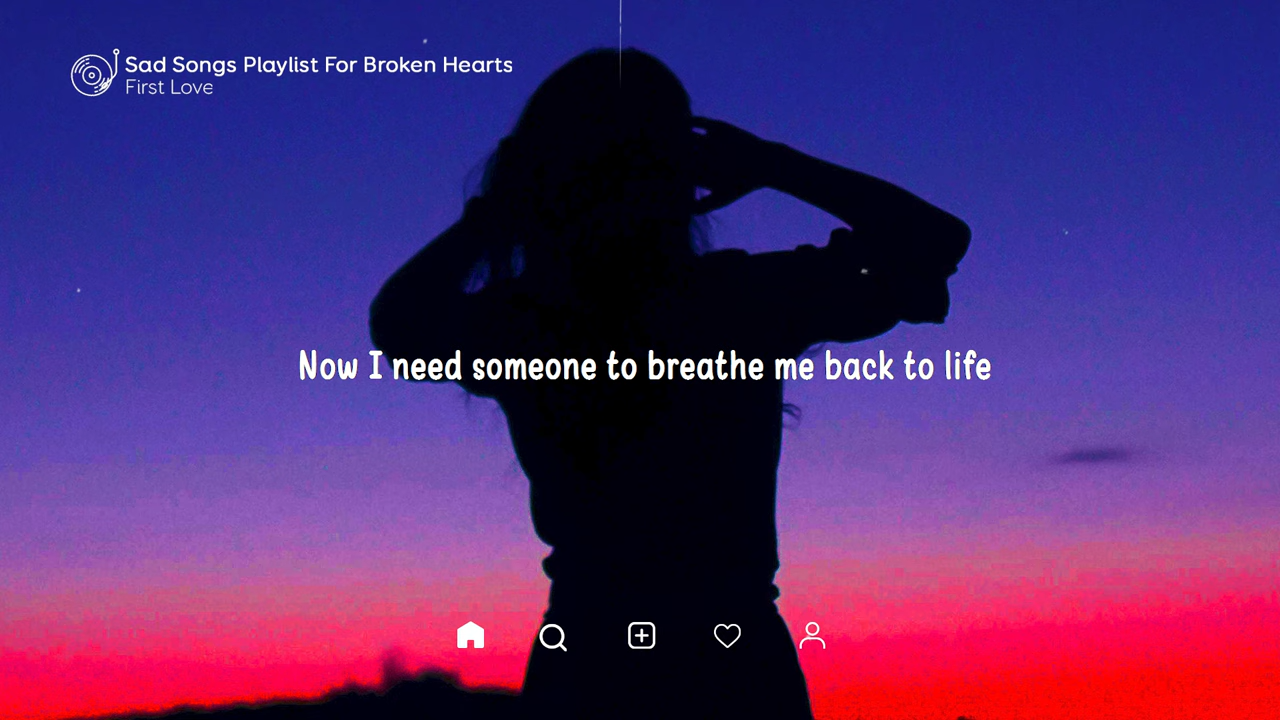 Sad Songs Playlist For Broken Hearts
First Love
Now I need someone to breathe me back to life